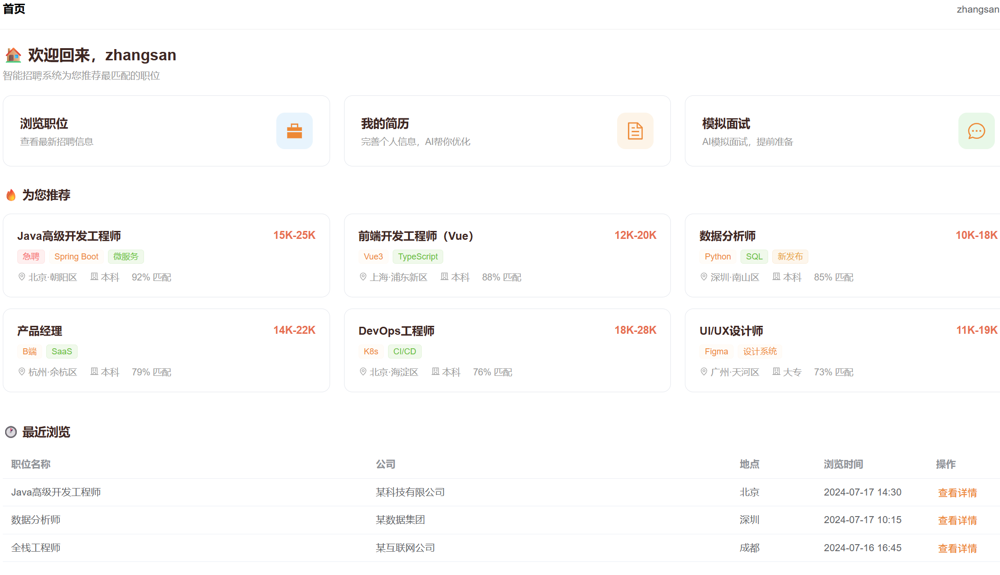 首页
zhangsan
欢迎回来，zhangsan
智能招聘系统为您推荐最匹配的职位
浏览职位
查看最新招聘信息
我的简历
完善个人信息，AI帮你优化
模拟面试
AI模拟面试，提前准备
为您推荐
Java高级开发工程师 15K-25K
急聘 Spring Boot 微服务
北京·朝阳区 本科 92% 匹配
前端开发工程师（Vue） 12K-20K
Vue3 TypeScript
上海·浦东新区 本科 88% 匹配
数据分析师 10K-18K
Python SQL 新发布
深圳·南山区 本科 85% 匹配
产品经理 14K-22K
B端 SaaS
杭州·余杭区 本科 79% 匹配
DevOps工程师 18K-28K
K8s CI/CD
北京·海淀区 本科 76% 匹配
UI/UX设计师 11K-19K
Figma 设计系统
广州·天河区 大专 73% 匹配
最近浏览
职位名称 公司 地点 浏览时间 操作
Java高级开发工程师 某科技有限公司 北京 2024-07-17 14:30 查看详情
数据分析师 某数据集团 深圳 2024-07-17 10:15 查看详情
全栈工程师 某互联网公司 成都 2024-07-16 16:45 查看详情